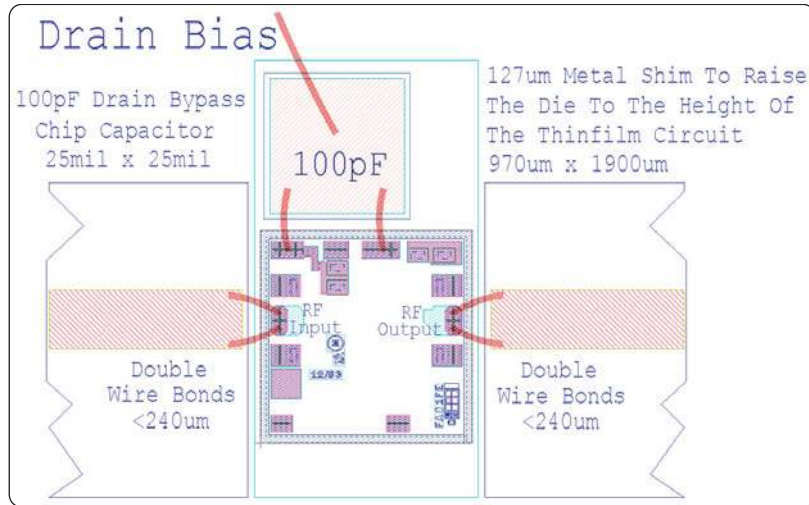 Drain Bias
100pF Drain Bypass
Chip Capacitor
25mil x 25mil
127um Metal Shim To Raise
The Die To The Height Of
The Thinfilm Circuit
970um x 1900um
100pF
RF
Input
RF
Output
12/03
Double
Wire Bonds
<240um
Double
Wire Bonds
<240um